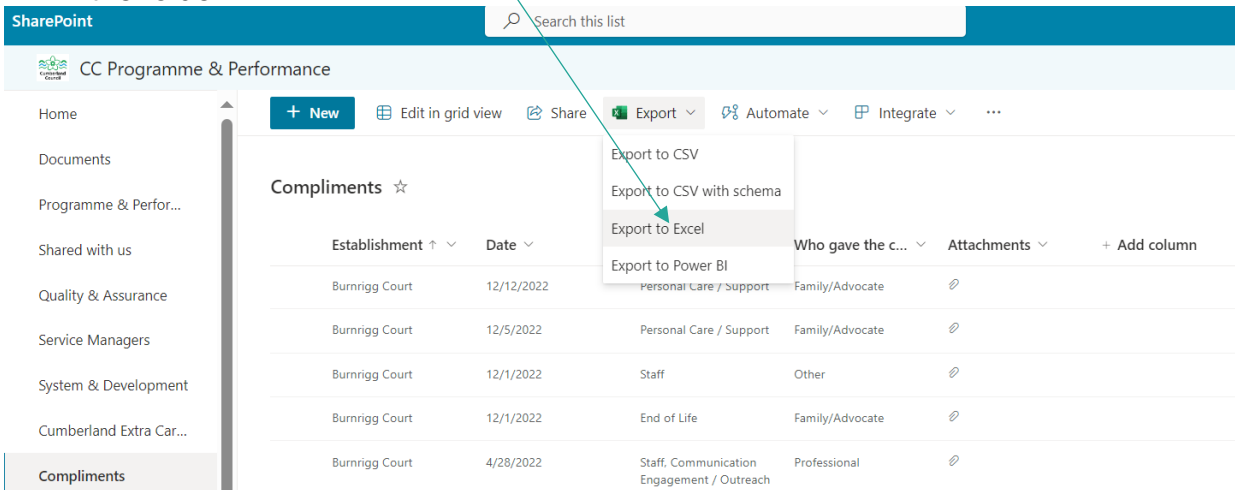 SharePoint
Search this list
CC Programme & Performance
Home
Documents
Programme & Perfor...
Shared with us
Quality & Assurance
Service Managers
System & Development
Cumberland Extra Car...
Compliments
+ New Edit in grid view Share Export Automate Integrate ...
Export to CSV
Export to CSV with schema
Export to Excel
Export to Power BI
Compliments
Establishment ↑ Date Who gave the c... Attachments + Add column
Burnrigg Court 12/12/2022 Personal Care / Support Family/Advocate
Burnrigg Court 12/5/2022 Personal Care / Support Family/Advocate
Burnrigg Court 12/1/2022 Staff Other
Burnrigg Court 12/1/2022 End of Life Family/Advocate
Burnrigg Court 4/28/2022 Staff, Communication Professional
Engagement / Outreach